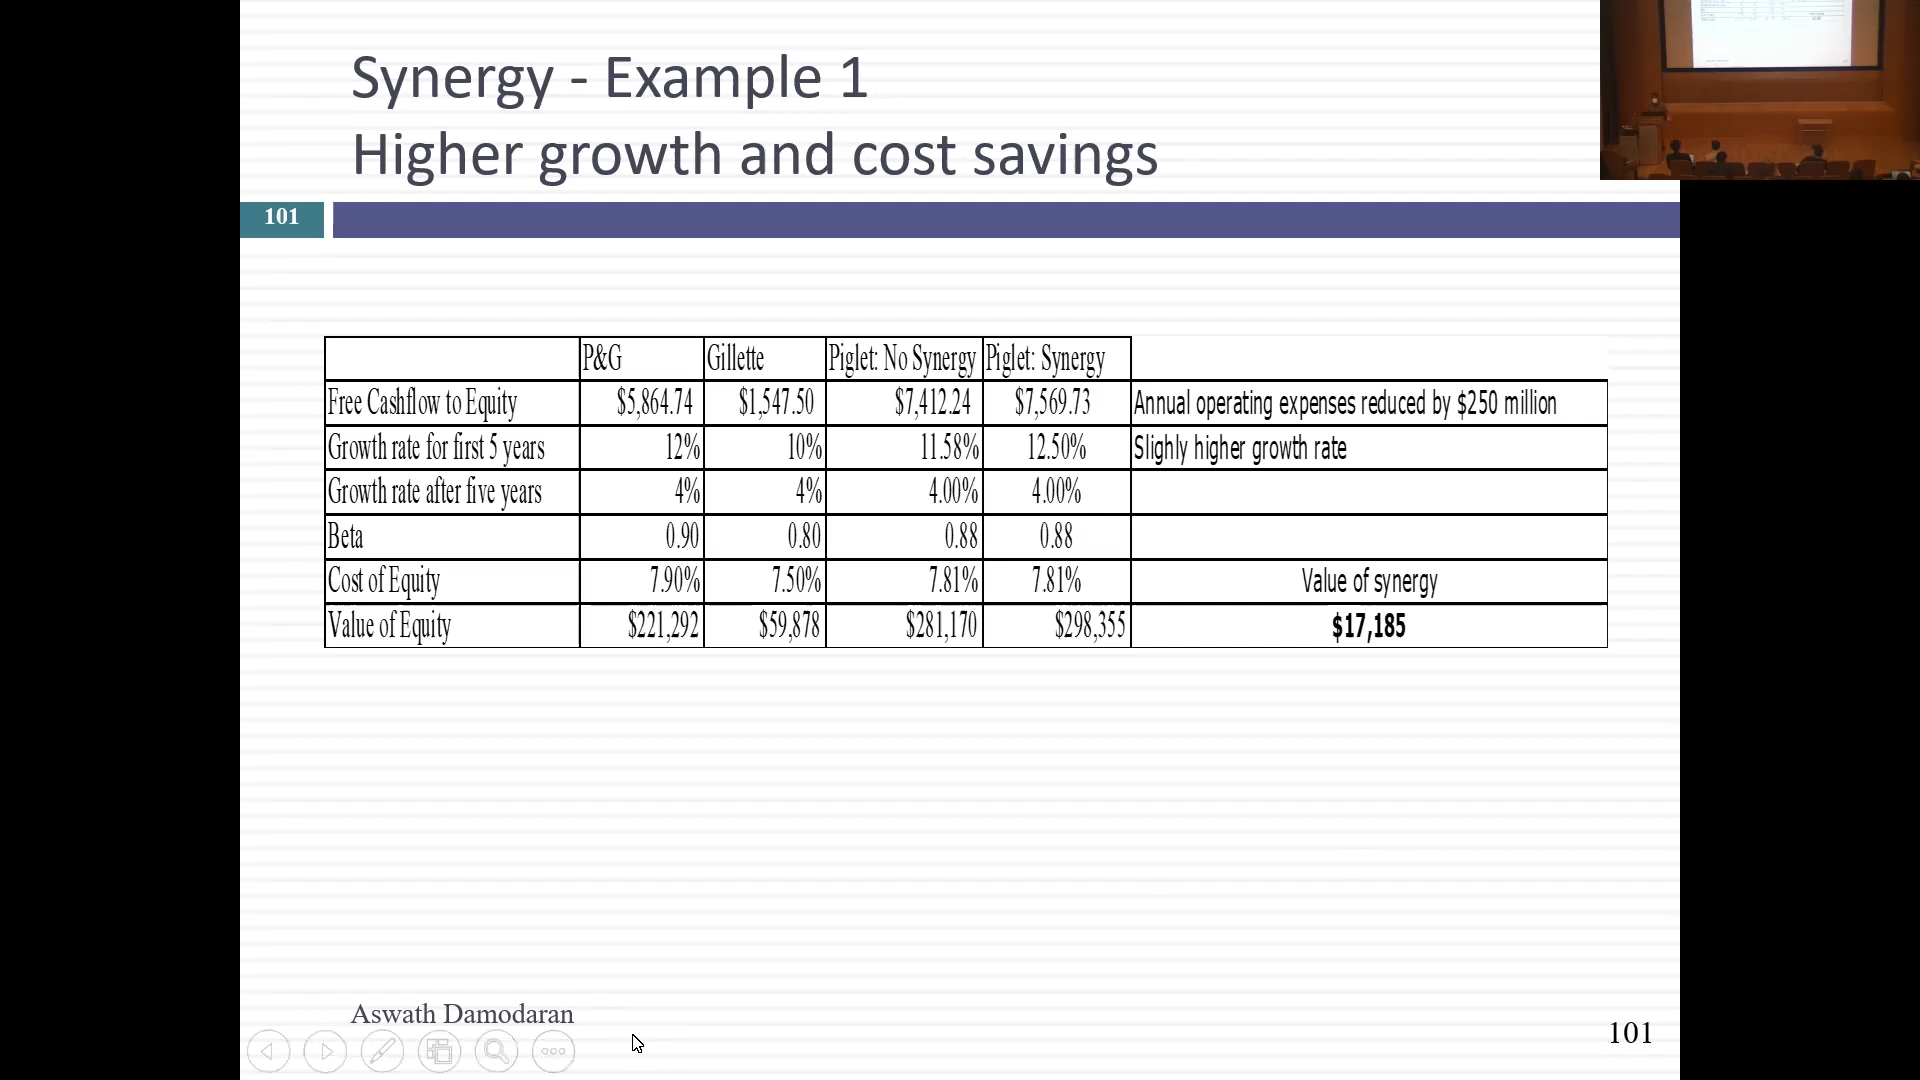 Synergy - Example 1
Higher growth and cost savings
101
P&G Gillette Piglet: No Synergy Piglet: Synergy
Free Cashflow to Equity $5,864.74 $1,547.50 $7,412.24 $7,569.73 Annual operating expenses reduced by $250 million
Growth rate for first 5 years 12% 10% 11.58% 12.50% Slighly higher growth rate
Growth rate after five years 4% 4% 4.00% 4.00%
Beta 0.90 0.80 0.88 0.88
Cost of Equity 7.90% 7.50% 7.81% 7.81% Value of synergy
Value of Equity $221,292 $59,878 $281,170 $298,355 $17,185
Aswath Damodaran
101